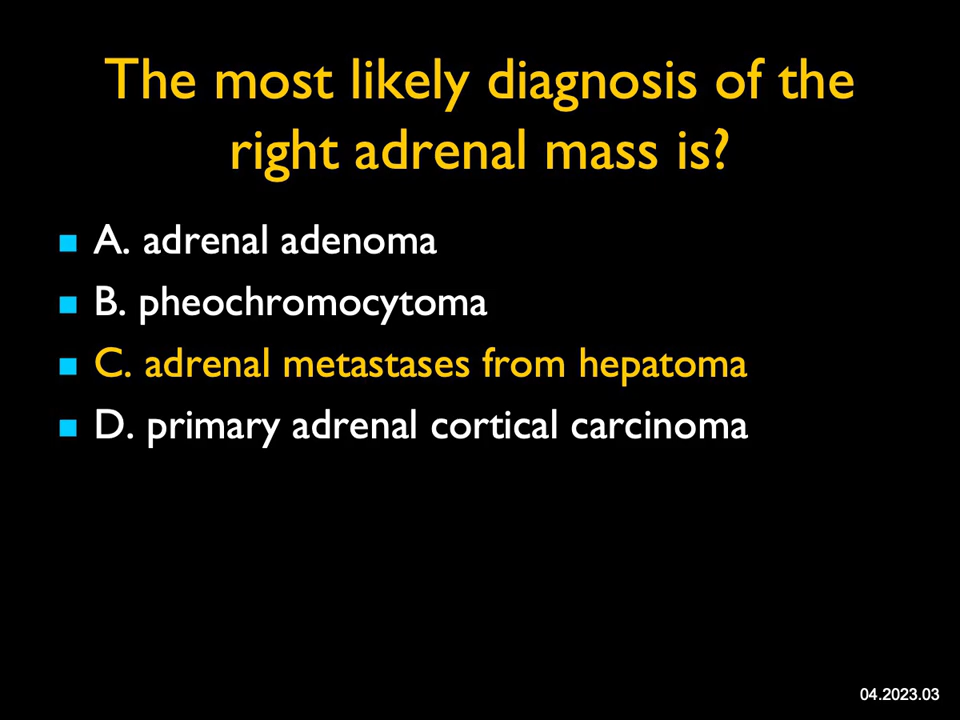 The most likely diagnosis of the
right adrenal mass is?
A. adrenal adenoma
B. pheochromocytoma
C. adrenal metastases from hepatoma
D. primary adrenal cortical carcinoma
04.2023.03